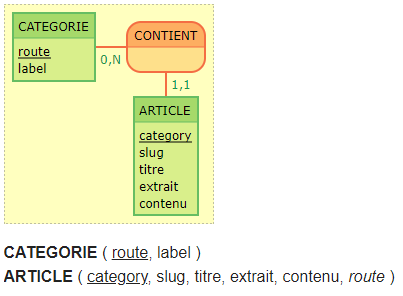 CATEGORIE
route
label
0,N
CONTIENT
1,1
ARTICLE
category
slug
titre
extrait
contenu
CATEGORIE ( route, label )
ARTICLE ( category, slug, titre, extrait, contenu, route )